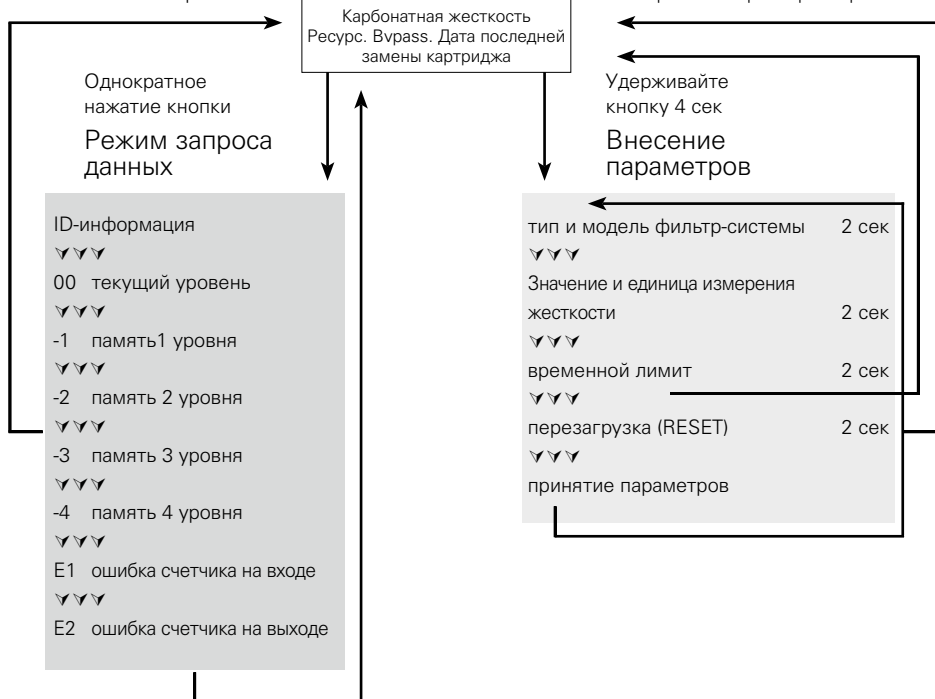 Карбонатная жесткость
Ресурс. Bvpass. Дата последней
замены картриджа
Однократное
нажатие кнопки
Режим запроса
данных
Удерживайте
кнопку 4 сек
Внесение
параметров
ID-информация
00 текущий уровень
-1 память1 уровня
-2 память 2 уровня
-3 память 3 уровня
-4 память 4 уровня
E1 ошибка счетчика на входе
E2 ошибка счетчика на выходе
тип и модель фильтр-системы 2 сек
Значение и единица измерения
жесткости 2 сек
временной лимит 2 сек
перезагрузка (RESET) 2 сек
принятие параметров